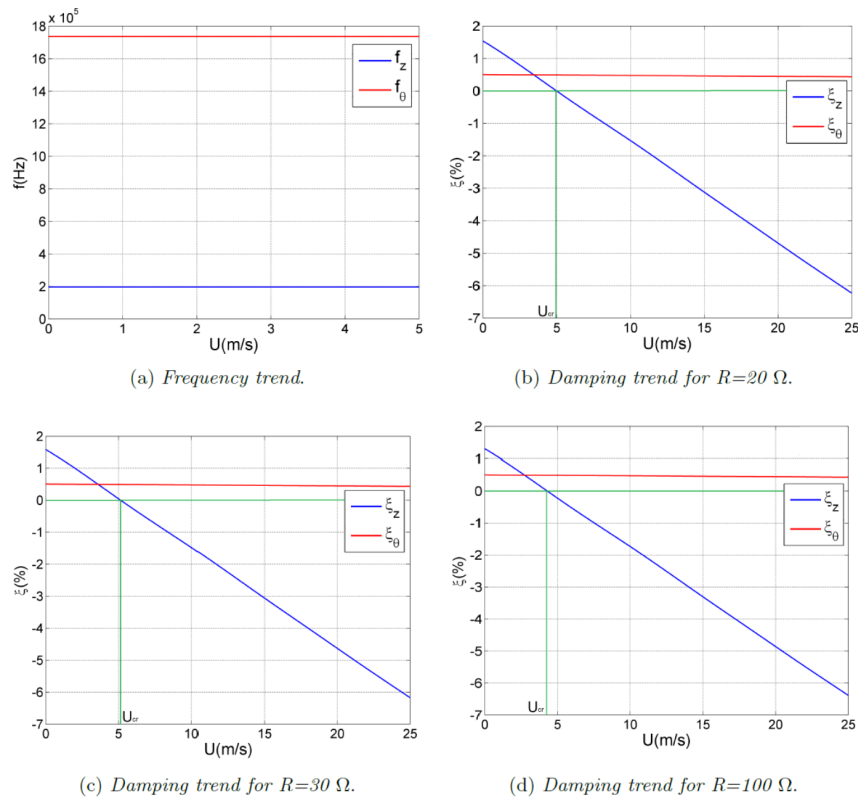 18 x 10⁵
16
14
12
10
8
6
4
2
0
f(Hz)
f_z
f_θ
0 1 2 3 4 5
U(m/s)
(a) Frequency trend.
2
1
0
-1
-2
-3
-4
-5
-6
-7
ξ(%)
ξ_z
ξ_θ
U_cr
0 5 10 15 20 25
U(m/s)
(b) Damping trend for R=20 Ω.
2
1
0
-1
-2
-3
-4
-5
-6
-7
ξ(%)
ξ_z
ξ_θ
U_cr
0 5 10 15 20 25
U(m/s)
(c) Damping trend for R=30 Ω.
2
1
0
-1
-2
-3
-4
-5
-6
-7
ξ(%)
ξ_z
ξ_θ
U_cr
0 5 10 15 20 25
U(m/s)
(d) Damping trend for R=100 Ω.